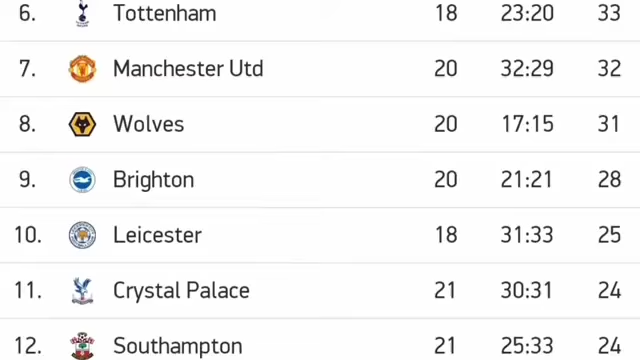 6. Tottenham 18 23:20 33
7. Manchester Utd 20 32:29 32
8. Wolves 20 17:15 31
9. Brighton 20 21:21 28
10. Leicester 18 31:33 25
11. Crystal Palace 21 30:31 24
12. Southampton 21 25:33 24